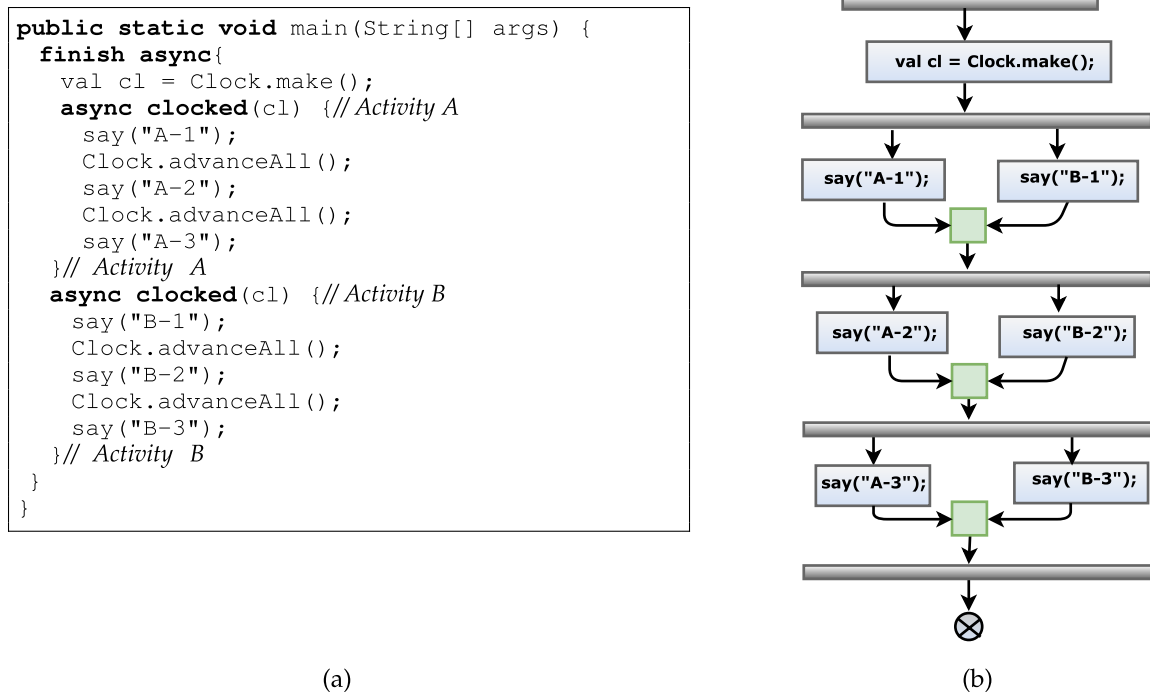 public static void main(String[] args) {
finish async{
val cl = Clock.make();
async clocked(cl) {// Activity A
say("A-1");
Clock.advanceAll();
say("A-2");
Clock.advanceAll();
say("A-3");
}// Activity A
async clocked(cl) {// Activity B
say("B-1");
Clock.advanceAll();
say("B-2");
Clock.advanceAll();
say("B-3");
}// Activity B
}
}
(a)
val cl = Clock.make();
say("A-1");
say("B-1");
say("A-2");
say("B-2");
say("A-3");
say("B-3");
(b)